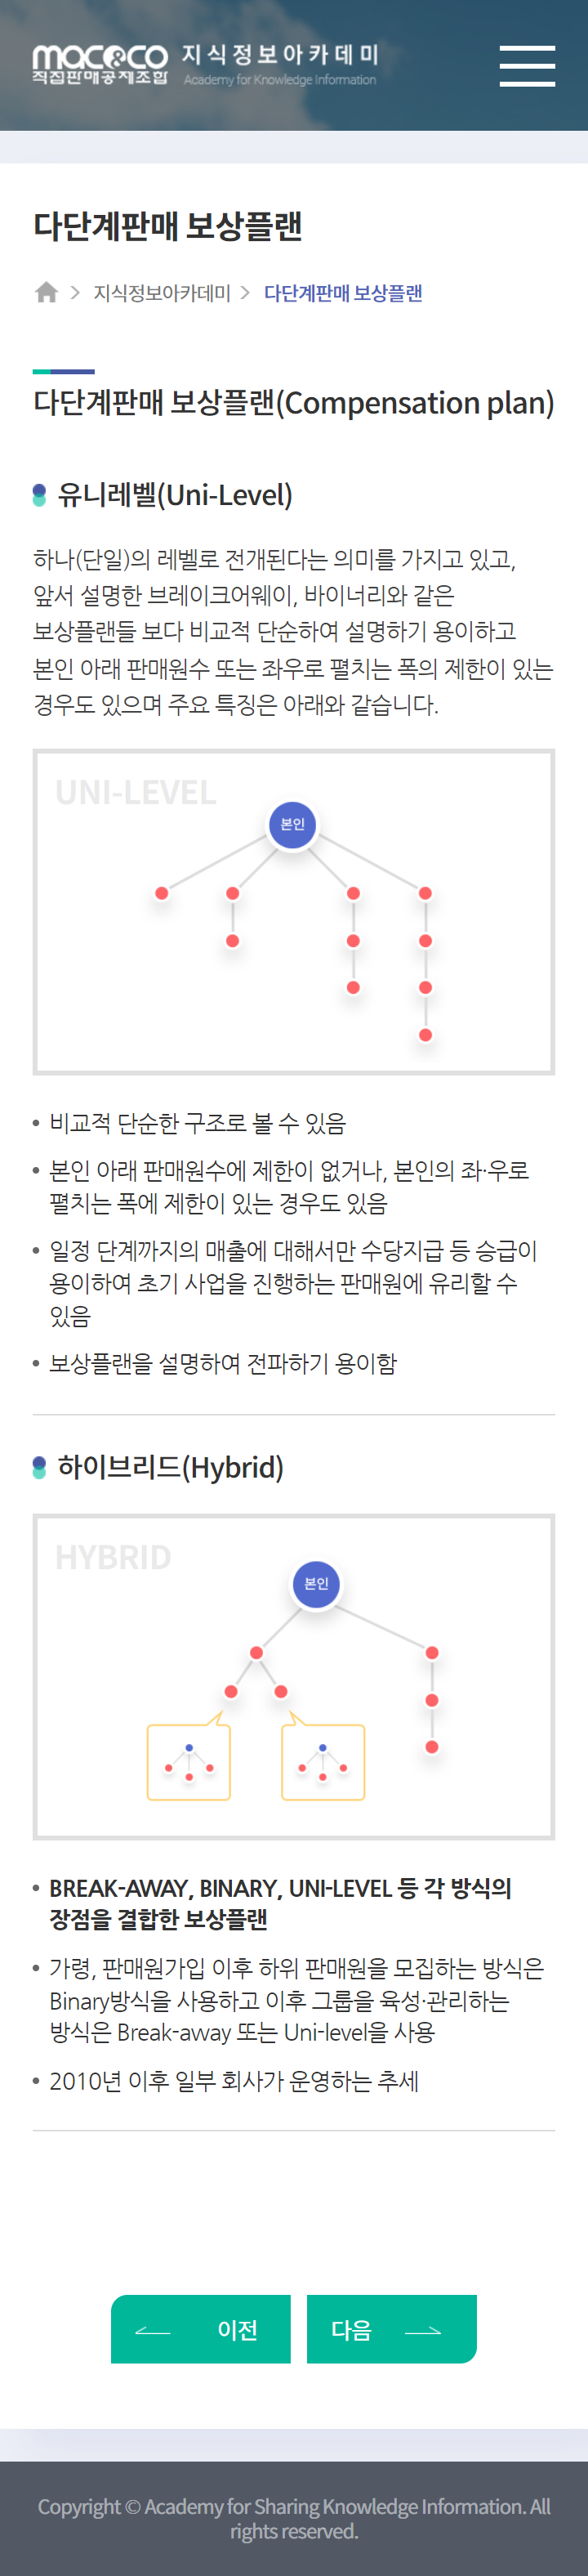 maco&co 지식정보아카데미
직접판매공제조합 Academy for Knowledge Information
다단계판매 보상플랜
지식정보아카데미 > 다단계판매 보상플랜
다단계판매 보상플랜(Compensation plan)
유니레벨(Uni-Level)
하나(단일)의 레벨로 전개된다는 의미를 가지고 있고,
앞서 설명한 브레이크어웨이, 바이너리와 같은
보상플랜들 보다 비교적 단순하여 설명하기 용이하고
본인 아래 판매원수 또는 좌우로 펼치는 폭의 제한이 있는
경우도 있으며 주요 특징은 아래와 같습니다.
UNI-LEVEL
본인
• 비교적 단순한 구조로 볼 수 있음
• 본인 아래 판매원수에 제한이 없거나, 본인의 좌·우로
펼치는 폭에 제한이 있는 경우도 있음
• 일정 단계까지의 매출에 대해서만 수당지급 등 승급이
용이하여 초기 사업을 진행하는 판매원에 유리할 수
있음
• 보상플랜을 설명하여 전파하기 용이함
하이브리드(Hybrid)
HYBRID
본인
• BREAK-AWAY, BINARY, UNI-LEVEL 등 각 방식의
장점을 결합한 보상플랜
• 가령, 판매원가입 이후 하위 판매원을 모집하는 방식은
Binary방식을 사용하고 이후 그룹을 육성·관리하는
방식은 Break-away 또는 Uni-level을 사용
• 2010년 이후 일부 회사가 운영하는 추세
이전
다음
Copyright © Academy for Sharing Knowledge Information. All
rights reserved.